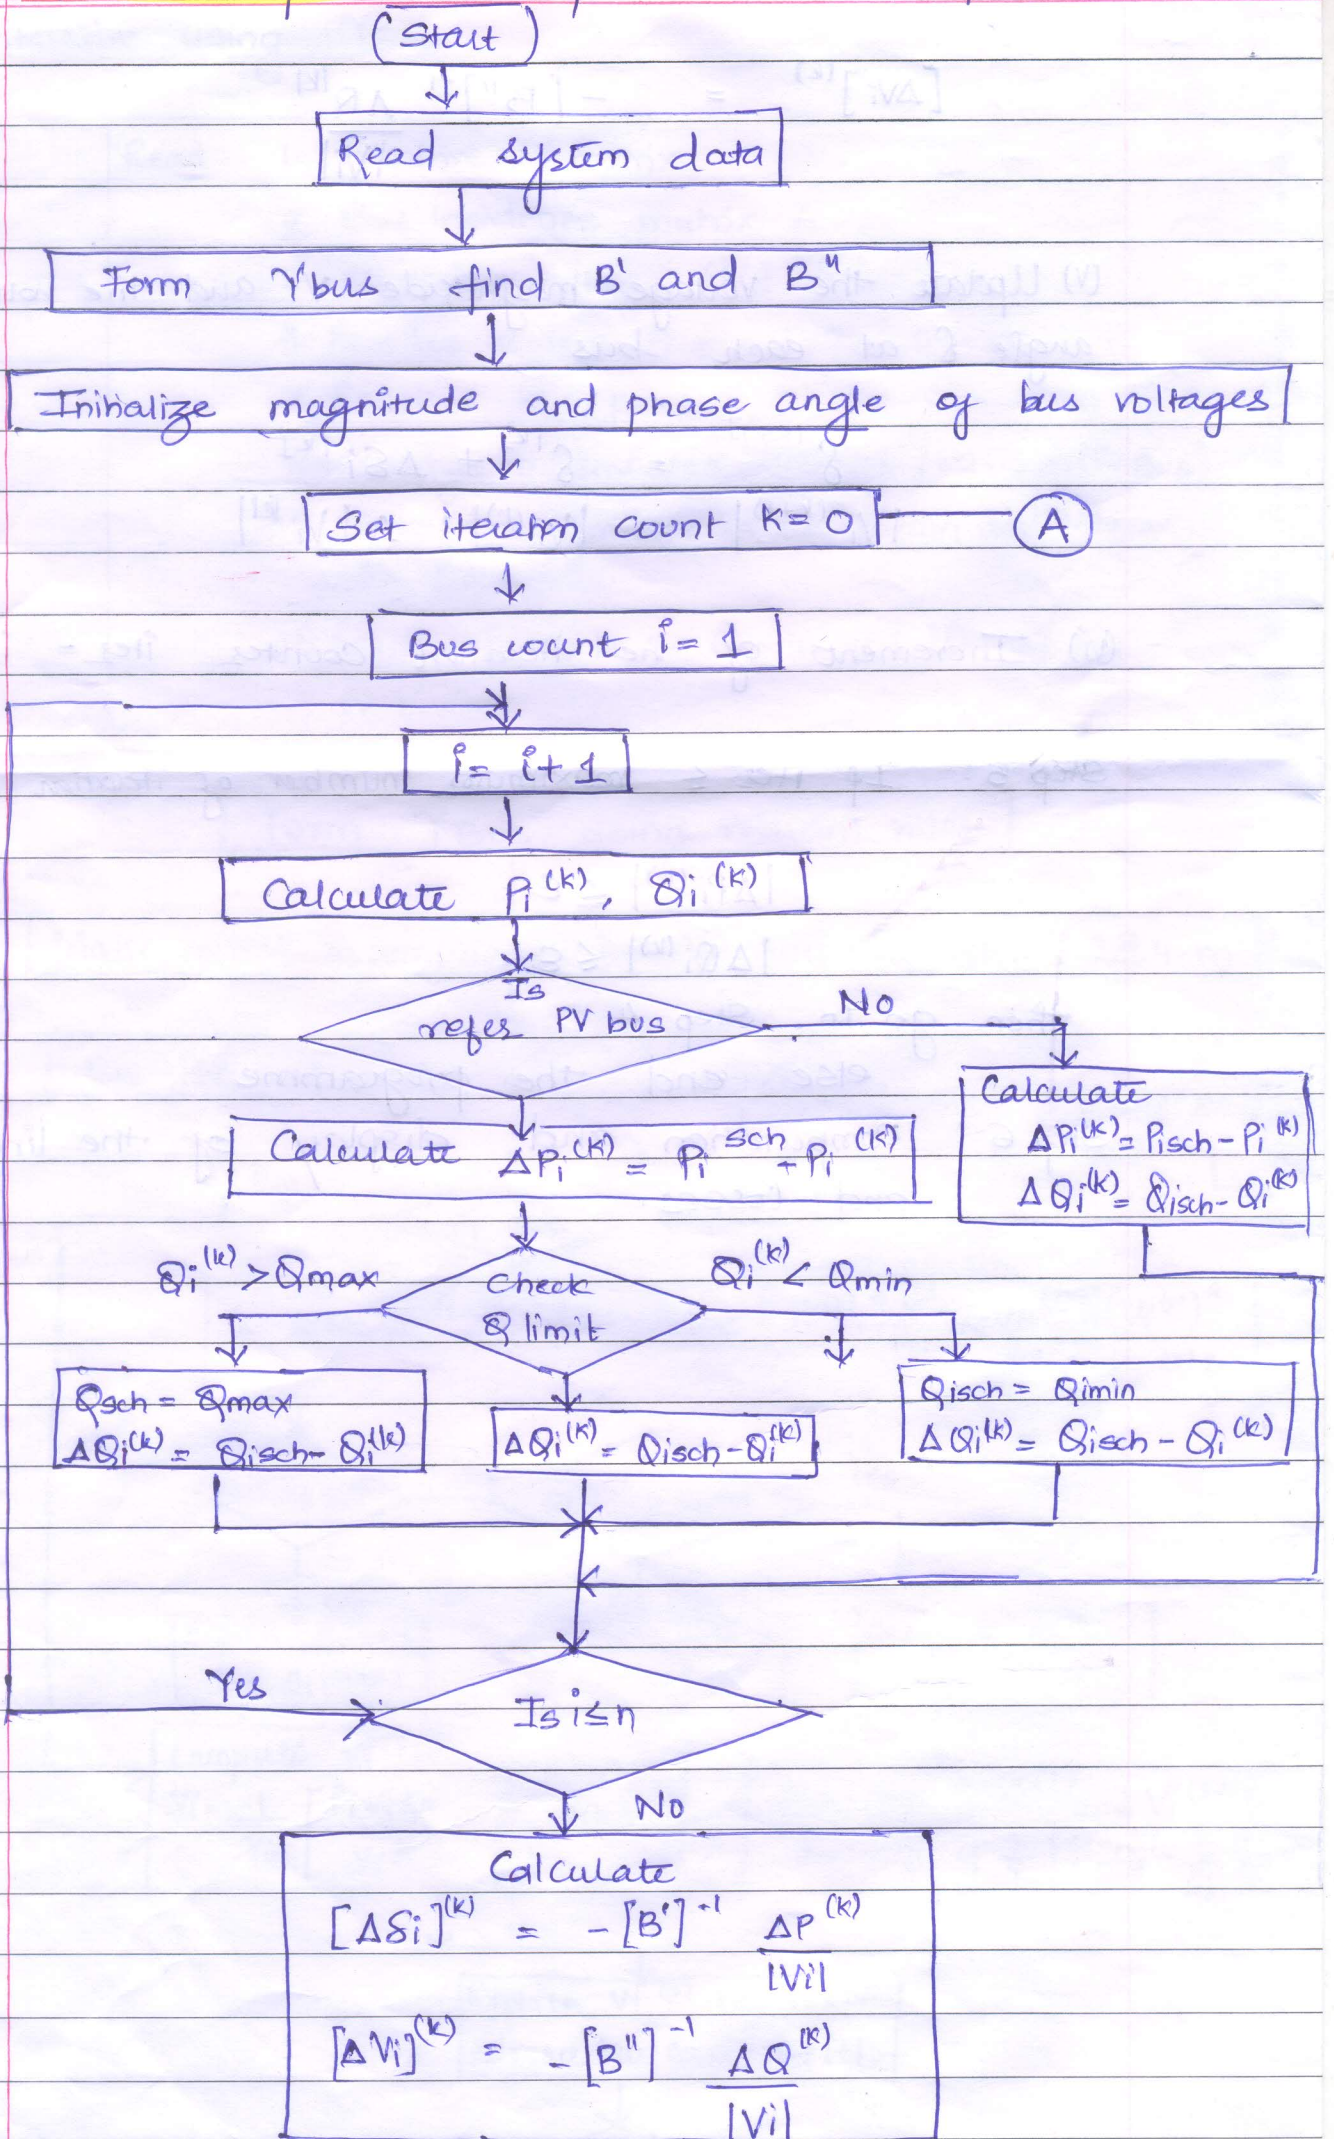 Start
Read system data
Form Ybus find B' and B"
Initialize magnitude and phase angle of bus voltages
Set iteration count K=0
A
Bus count i= 1
i= i+1
Calculate Pi^(K), Qi^(K)
Is
refer PV bus
No
Calculate
ΔPi^(K) = Pisch - Pi^(K)
ΔQi^(K) = Qisch - Qi^(K)
Calculate ΔPi^(K) = Pi^sch - Pi^(K)
Qi^(k) > Qmax
check
Q limit
Qi^(K) < Qmin
Qsch = Qmax
ΔQi^(k) = Qisch - Qi^(k)
ΔQi^(K) = Qisch - Qi^(K)
Qisch = Qimin
ΔQi^(k) = Qisch - Qi^(K)
Yes
Is i≤n
No
Calculate
[Δδi]^(K) = -[B']^-1 ΔP^(K)
|Vi|
[ΔVi]^(K) = -[B"]^-1 ΔQ^(K)
|Vi|